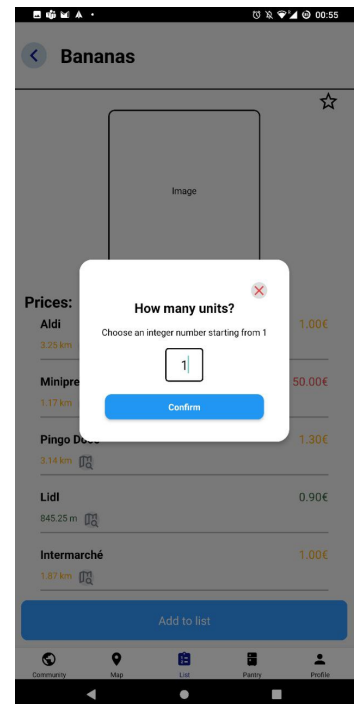 00:55
Bananas
Image
Prices:
How many units?
Choose an integer number starting from 1
1
Confirm
Aldi 1.00€
3.25 km
Minipre 50.00€
1.17 km
Pingo Do
1.30€
3.14 km
Lidl 0.90€
845.25 m
Intermarché 1.00€
1.87 km
Add to list
Community Map List Pantry Profile